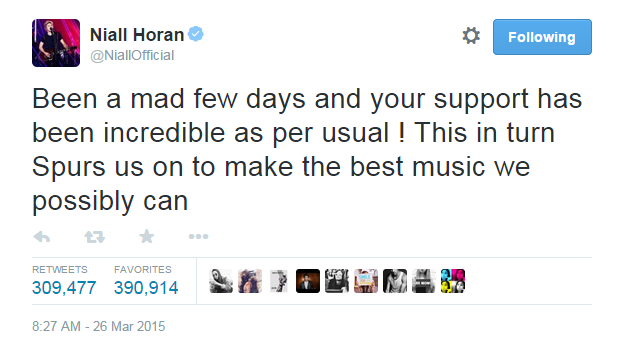 Niall Horan
@NiallOfficial
Following
Been a mad few days and your support has
been incredible as per usual ! This in turn
Spurs us on to make the best music we
possibly can
RETWEETS FAVORITES
309,477 390,914
8:27 AM - 26 Mar 2015